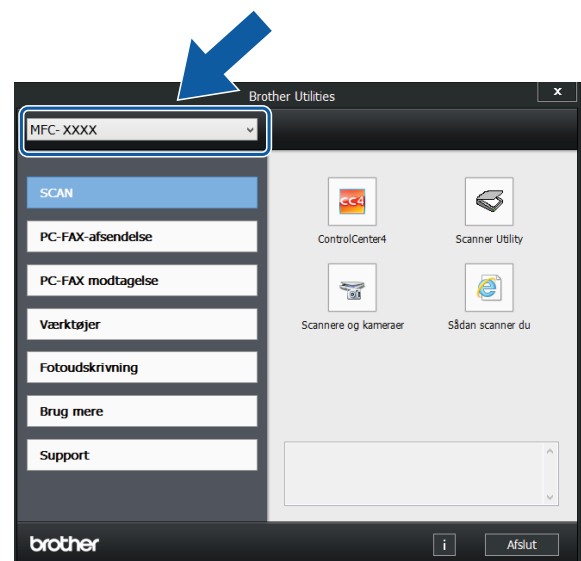 Brother Utilities
x
MFC- XXXX
SCAN
PC-FAX-afsendelse
PC-FAX modtagelse
Værktøjer
Fotoudskrivning
Brug mere
Support
CC4
ControlCenter4
Scanner Utility
Scannere og kameraer
Sådan scanner du
brother
i
Afslut